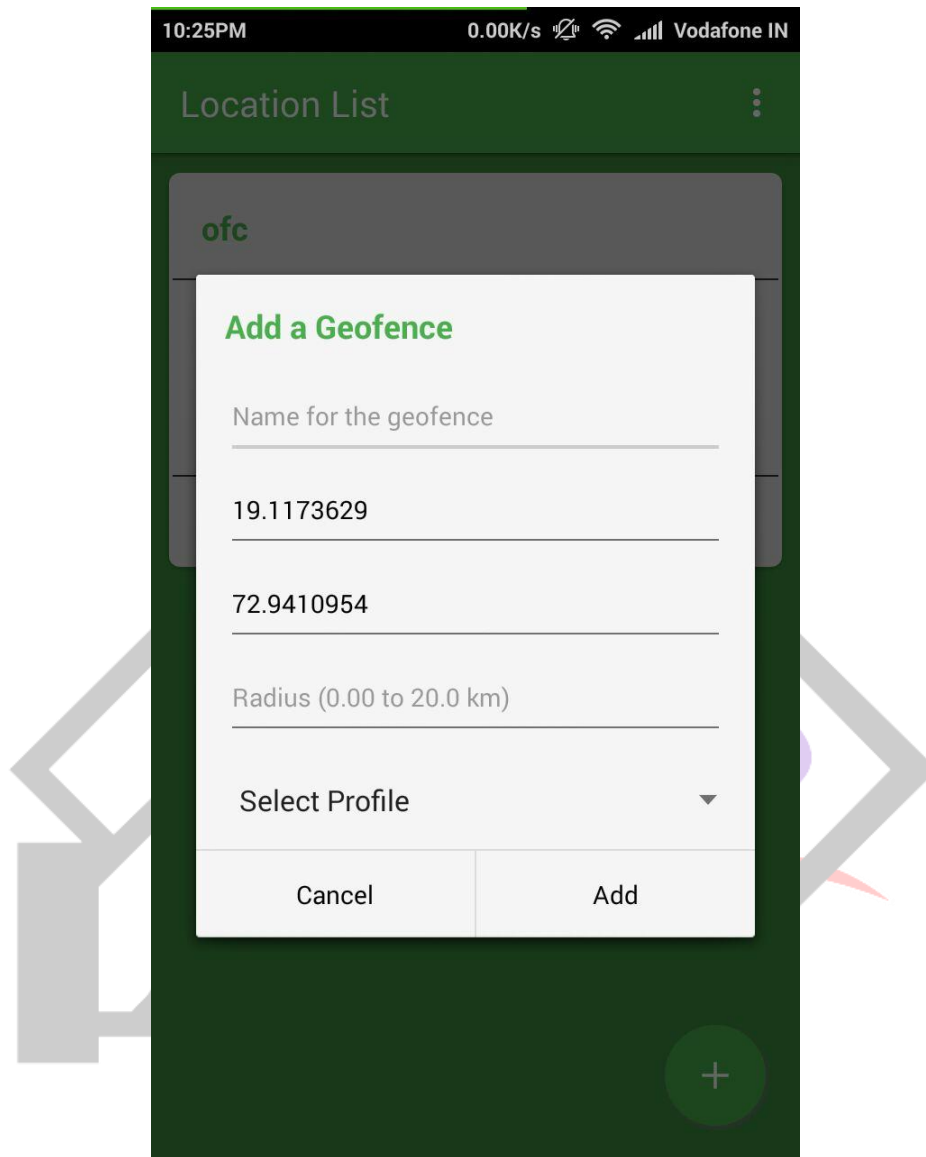 10:25PM 0.00K/s Vodafone IN
Location List
ofc
Add a Geofence
Name for the geofence
19.1173629
72.9410954
Radius (0.00 to 20.0 km)
Select Profile
Cancel Add
+